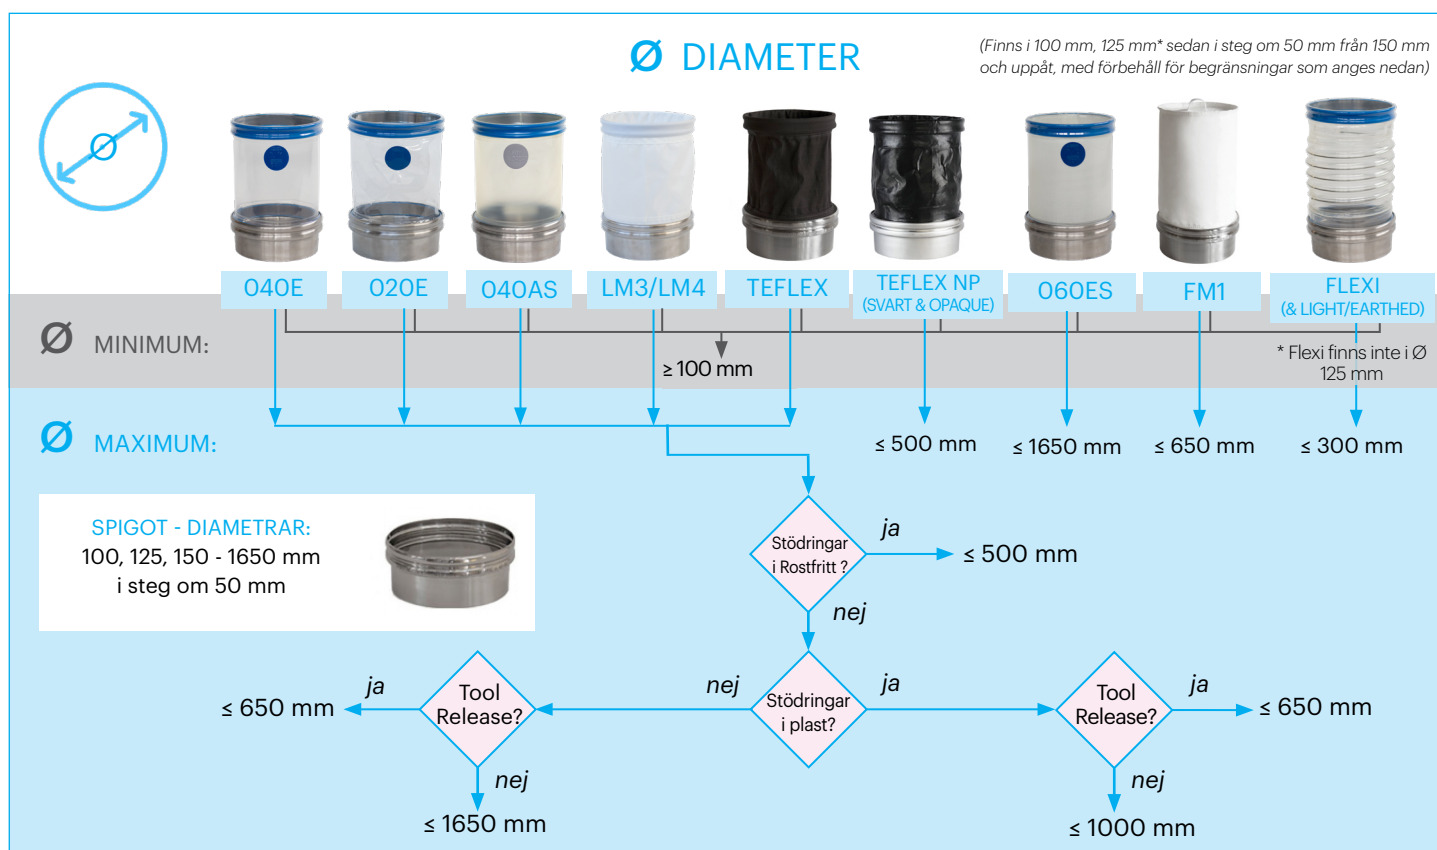 Ø DIAMETER
(Finns i 100 mm, 125 mm* sedan i steg om 50 mm från 150 mm
och uppåt, med förbehåll för begränsningar som anges nedan)
040E
020E
040AS
LM3/LM4
TEFLEX
TEFLEX NP
(SVART & OPAQUE)
060ES
FM1
FLEXI
(& LIGHT/EARTHED)
Ø MINIMUM:
≥ 100 mm
* Flexi finns inte i Ø
125 mm
Ø MAXIMUM:
≤ 500 mm
≤ 1650 mm
≤ 650 mm
≤ 300 mm
SPIGOT - DIAMETRAR:
100, 125, 150 - 1650 mm
i steg om 50 mm
Stödringar
i Rostfritt ?
ja
≤ 500 mm
nej
Stödringar
i plast?
nej
ja
Tool
Release?
ja
≤ 650 mm
nej
≤ 1650 mm
Tool
Release?
ja
≤ 650 mm
nej
≤ 1000 mm